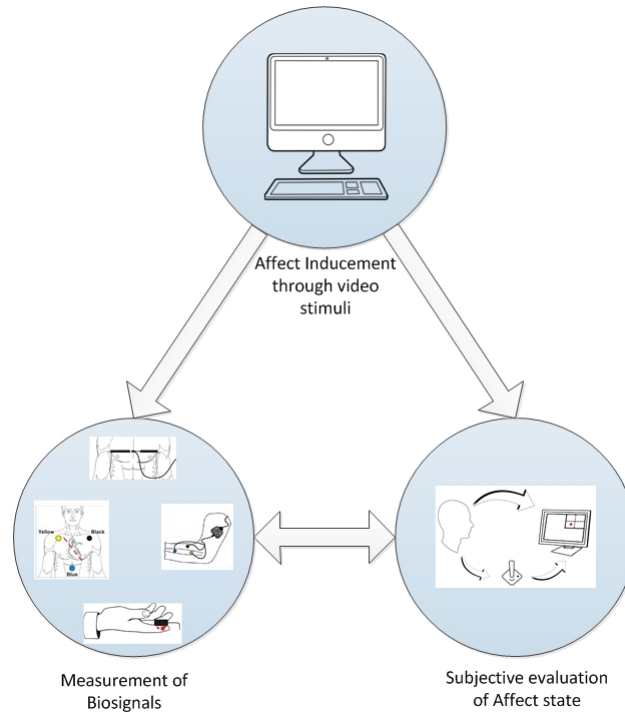 Affect Inducement
through video
stimuli
Yellow
Black
Blue
Measurement of
Biosignals
Subjective evaluation
of Affect state